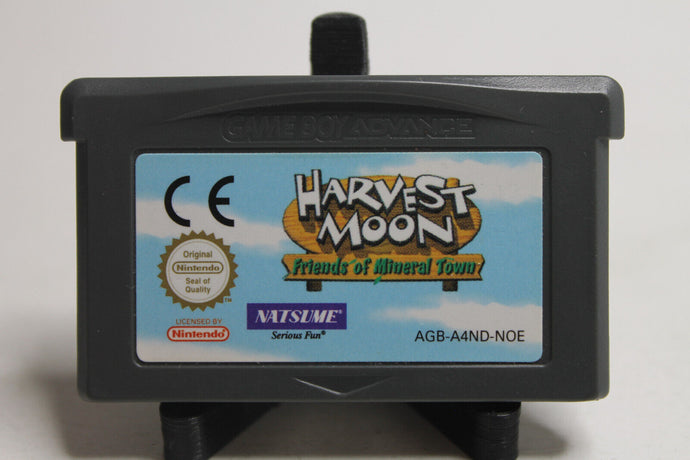 GAME BOY ADVANCE
CE
HARVEST
MOON
Friends of Mineral Town
Original
Nintendo
Seal of
Quality
TM
LICENSED BY
Nintendo®
NATSUME®
Serious Fun®
AGB-A4ND-NOE